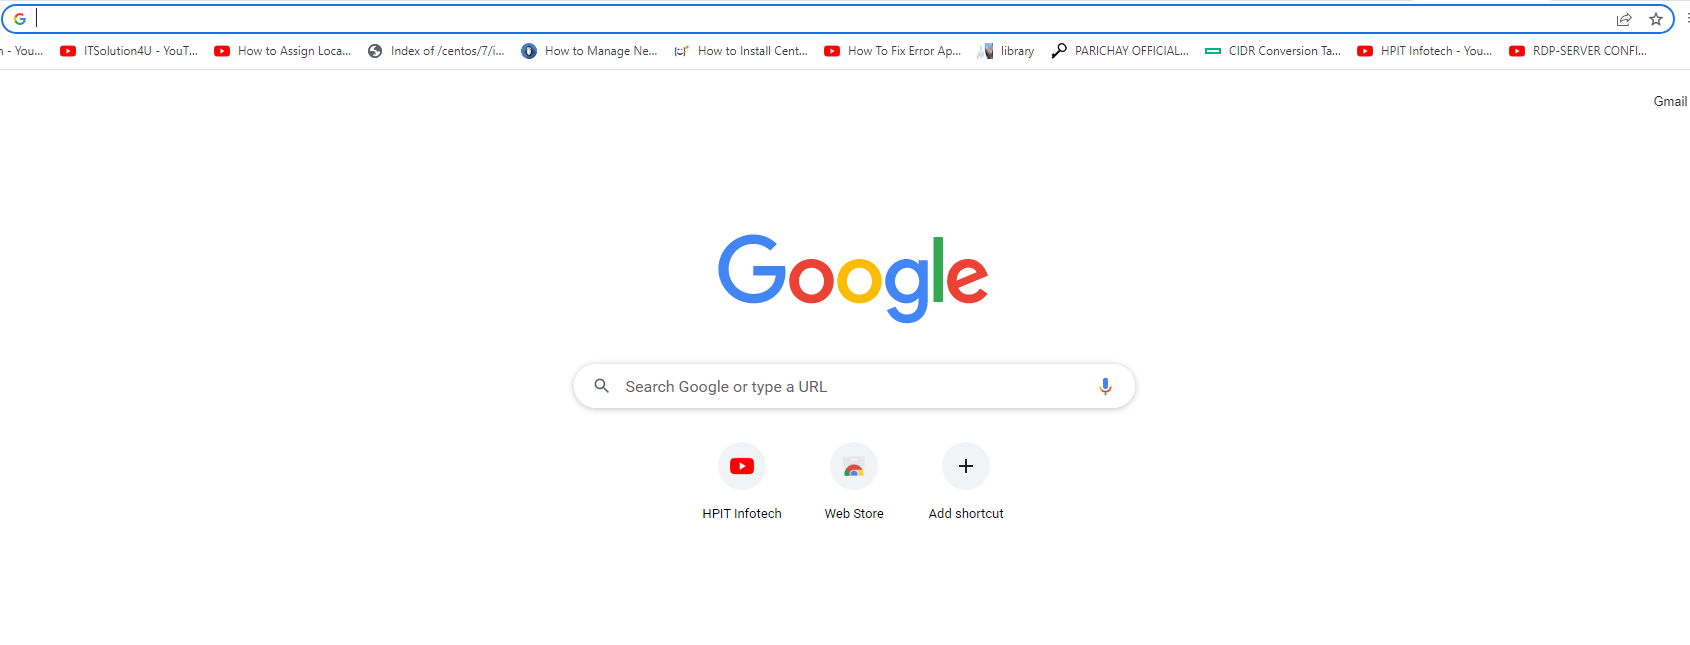 n - You... ITSolution4U - YouT... How to Assign Loca... Index of /centos/7/i... How to Manage Ne... How to Install Cent... How To Fix Error Ap... library PARICHAY OFFICIAL... CIDR Conversion Ta... HPIT Infotech - You... RDP-SERVER CONFI...
Gmail
Google
Search Google or type a URL
HPIT Infotech Web Store Add shortcut